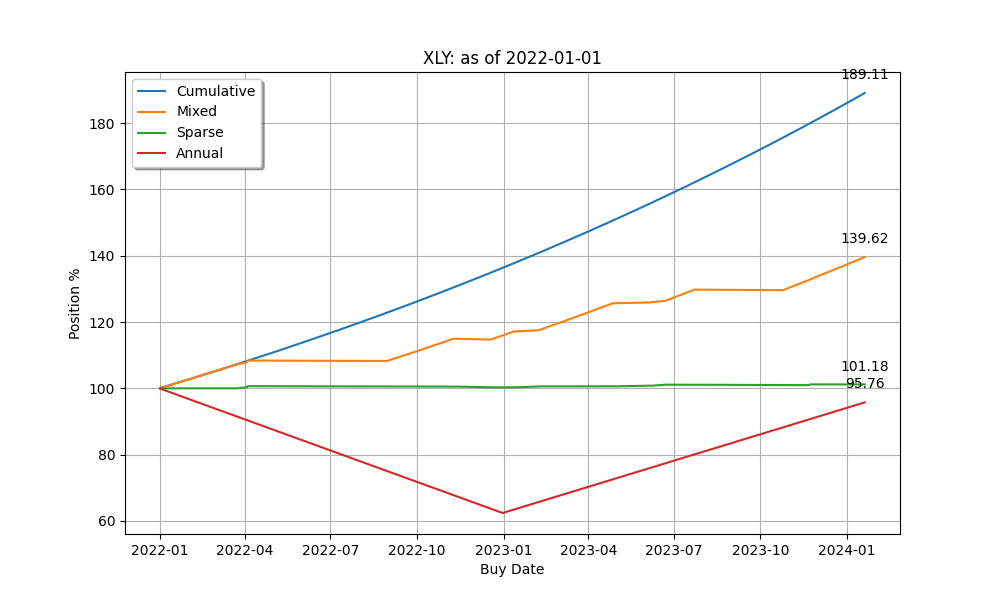 XLY: as of 2022-01-01
Cumulative
Mixed
Sparse
Annual
189.11
139.62
101.18
95.76
Position %
180
160
140
120
100
80
60
2022-01 2022-04 2022-07 2022-10 2023-01 2023-04 2023-07 2023-10 2024-01
Buy Date